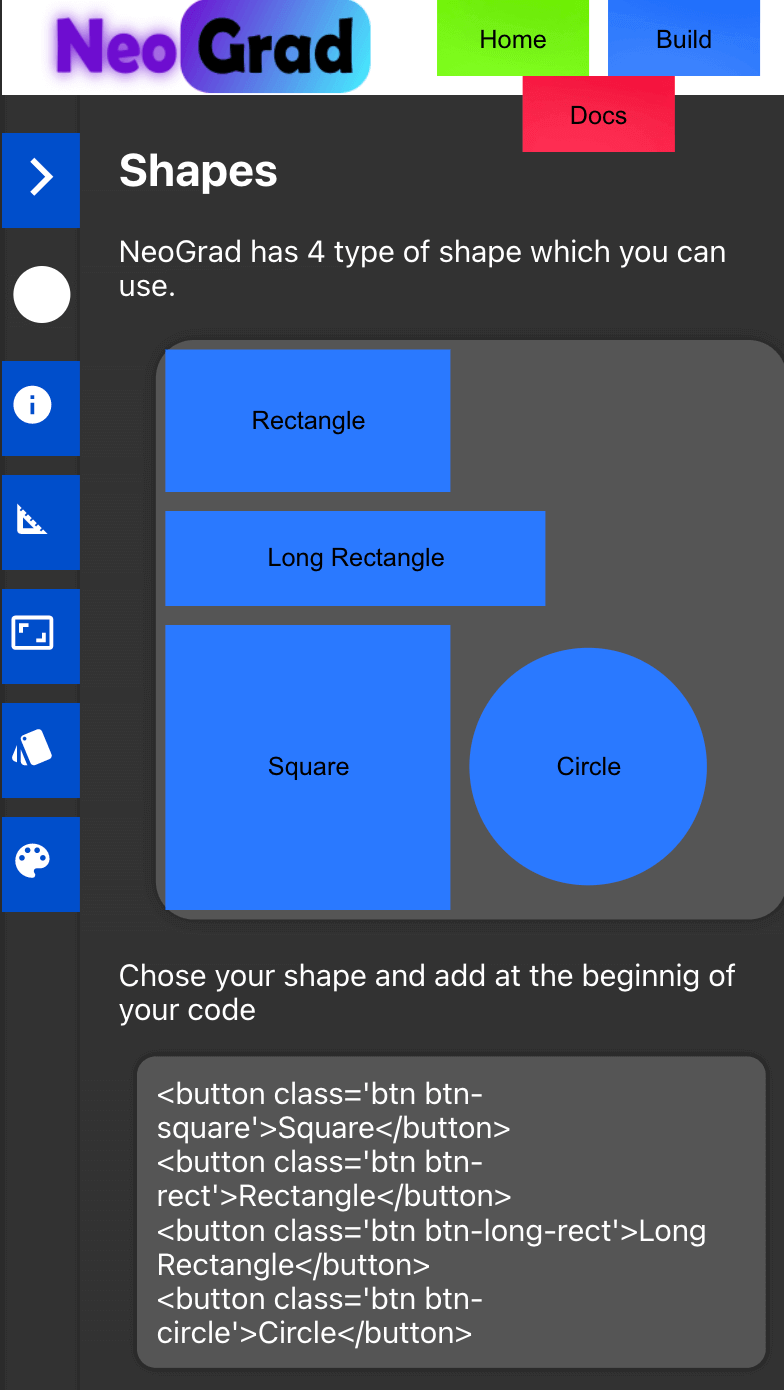 NeoGrad
Home
Build
Docs
Shapes
NeoGrad has 4 type of shape which you can
use.
Rectangle
Long Rectangle
Square
Circle
Chose your shape and add at the beginnig of
your code
<button class='btn btn-
square'>Square</button>
<button class='btn btn-
rect'>Rectangle</button>
<button class='btn btn-long-rect'>Long
Rectangle</button>
<button class='btn btn-
circle'>Circle</button>